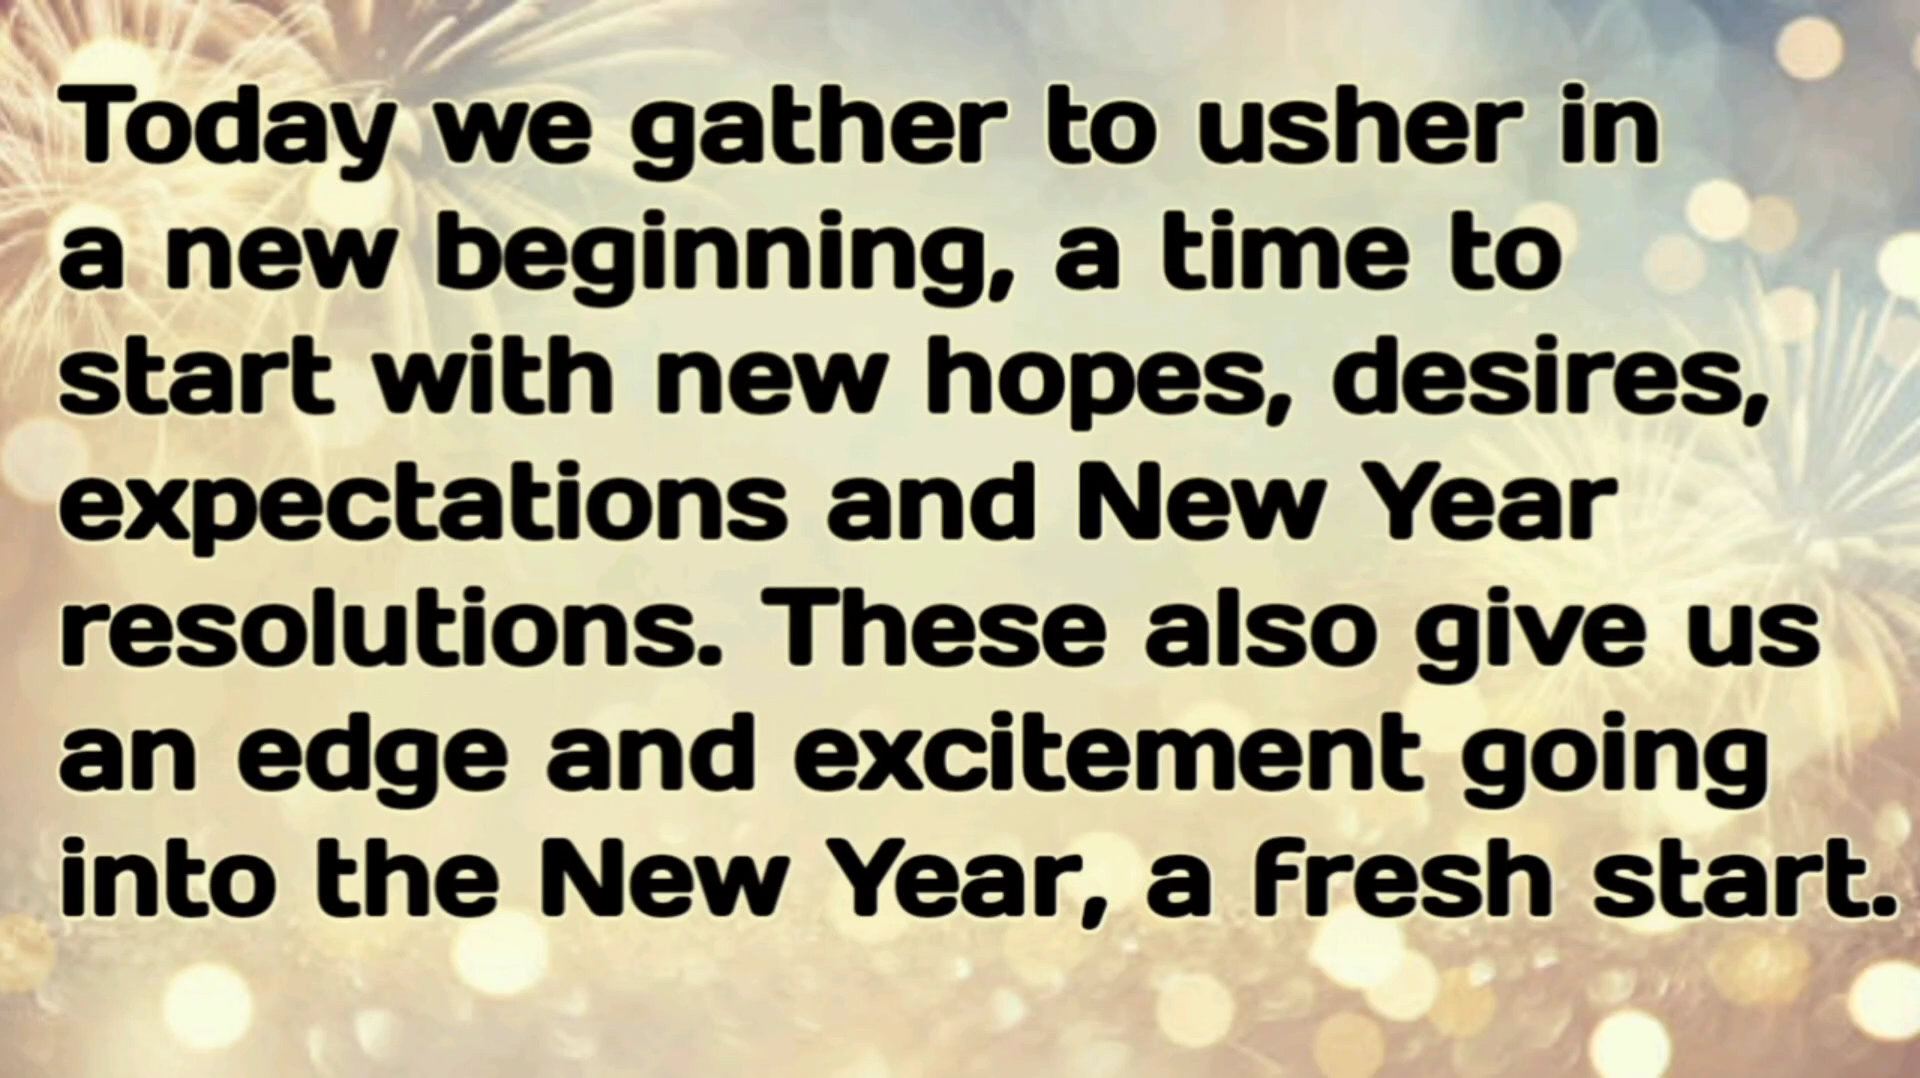 Today we gather to usher in
a new beginning, a time to
start with new hopes, desires,
expectations and New Year
resolutions. These also give us
an edge and excitement going
into the New Year, a fresh start.